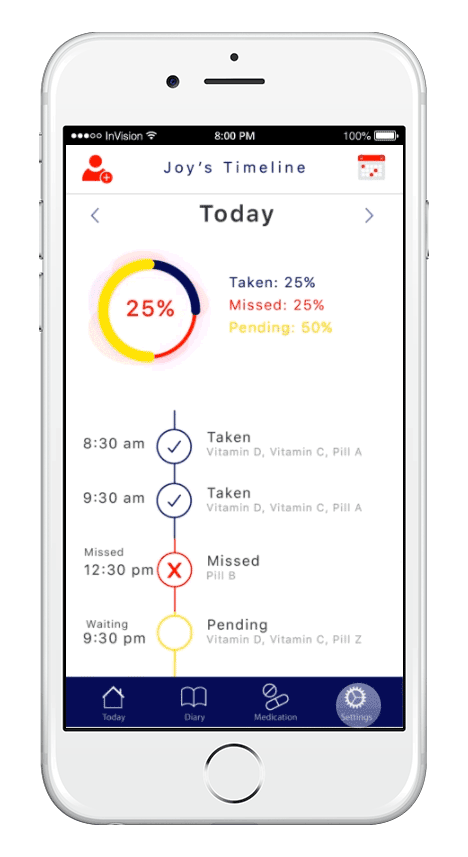 InVision 8:00 PM 100%
Joy's Timeline
Today
25%
Taken: 25%
Missed: 25%
Pending: 50%
8:30 am Taken
Vitamin D, Vitamin C, Pill A
9:30 am Taken
Vitamin D, Vitamin C, Pill A
Missed
12:30 pm X Missed
Pill B
Waiting
9:30 pm Pending
Vitamin D, Vitamin C, Pill Z
Today Diary Medication Settings